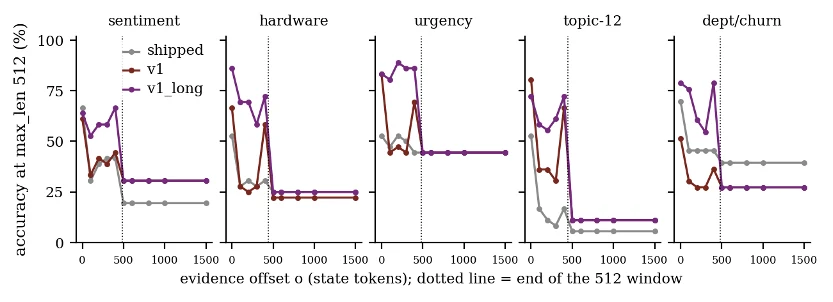 sentiment
hardware
urgency
topic-12
dept/churn
accuracy at max_len 512 (%)
100
75
50
25
0
shipped
v1
v1_long
0 500 1000 1500
0 500 1000 1500
0 500 1000 1500
0 500 1000 1500
0 500 1000 1500
evidence offset o (state tokens); dotted line = end of the 512 window